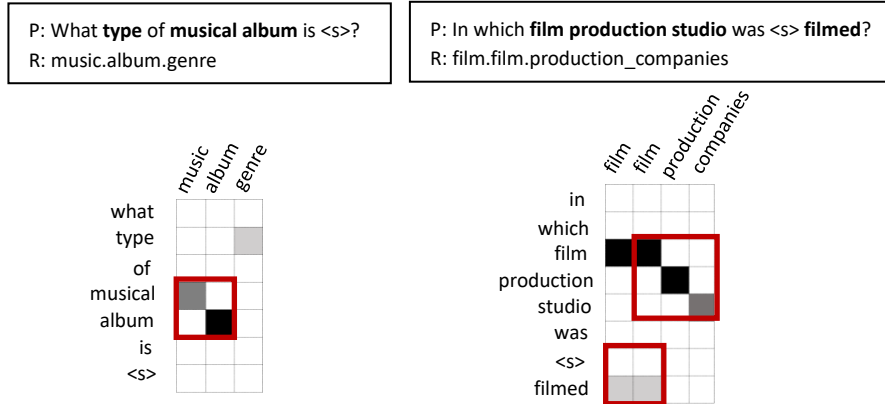 P: What type of musical album is <s>?
R: music.album.genre
P: In which film production studio was <s> filmed?
R: film.film.production_companies
music
album
genre
what
type
of
musical
album
is
<s>
film
film
production
companies
in
which
film
production
studio
was
<s>
filmed